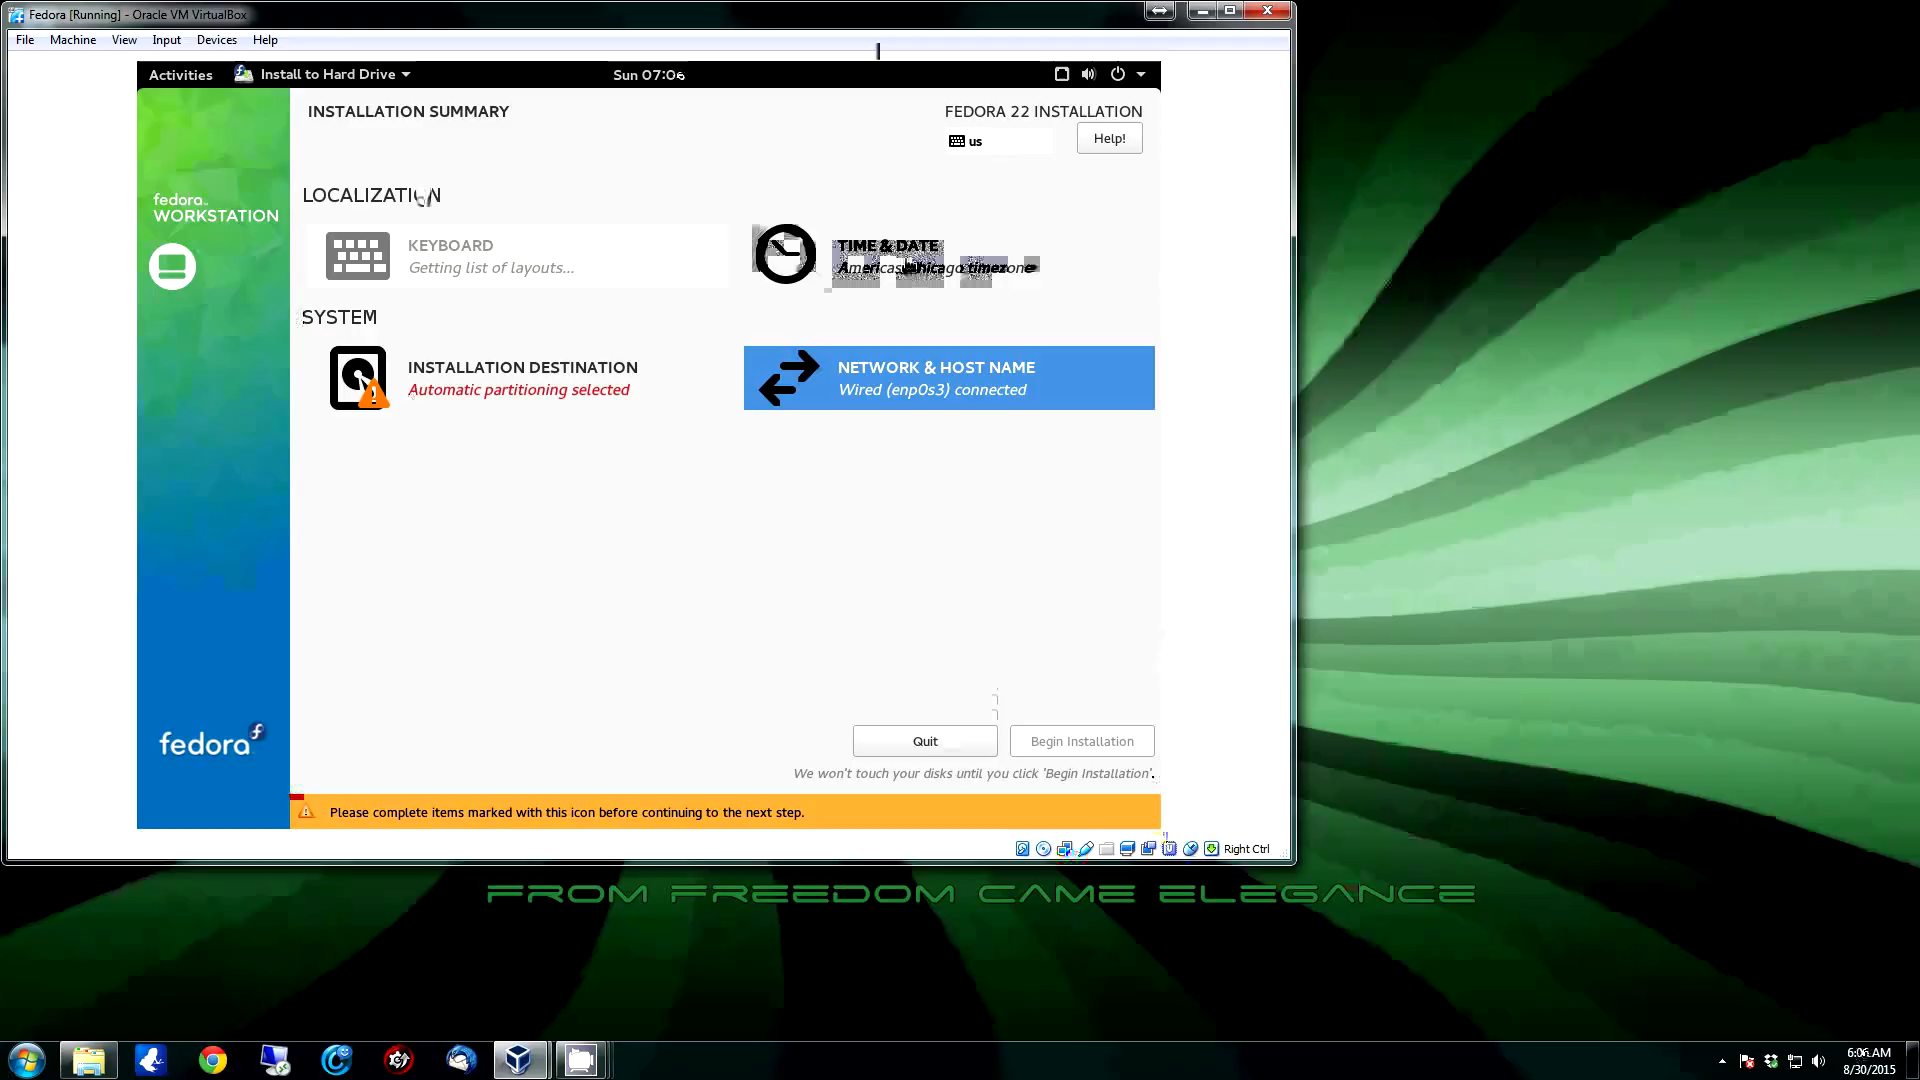 Fedora [Running] - Oracle VM VirtualBox
File Machine View Input Devices Help
Activities Install to Hard Drive Sun 07:06
INSTALLATION SUMMARY
FEDORA 22 INSTALLATION
us
Help!
fedora
WORKSTATION
LOCALIZATION
KEYBOARD
Getting list of layouts...
TIME & DATE
Americas/Chicago timezone
SYSTEM
INSTALLATION DESTINATION
Automatic partitioning selected
NETWORK & HOST NAME
Wired (enp0s3) connected
fedora
Quit
Begin Installation
We won't touch your disks until you click 'Begin Installation'.
Please complete items marked with this icon before continuing to the next step.
Right Ctrl
FROM FREEDOM CAME ELEGANCE
6:06 AM
8/30/2015